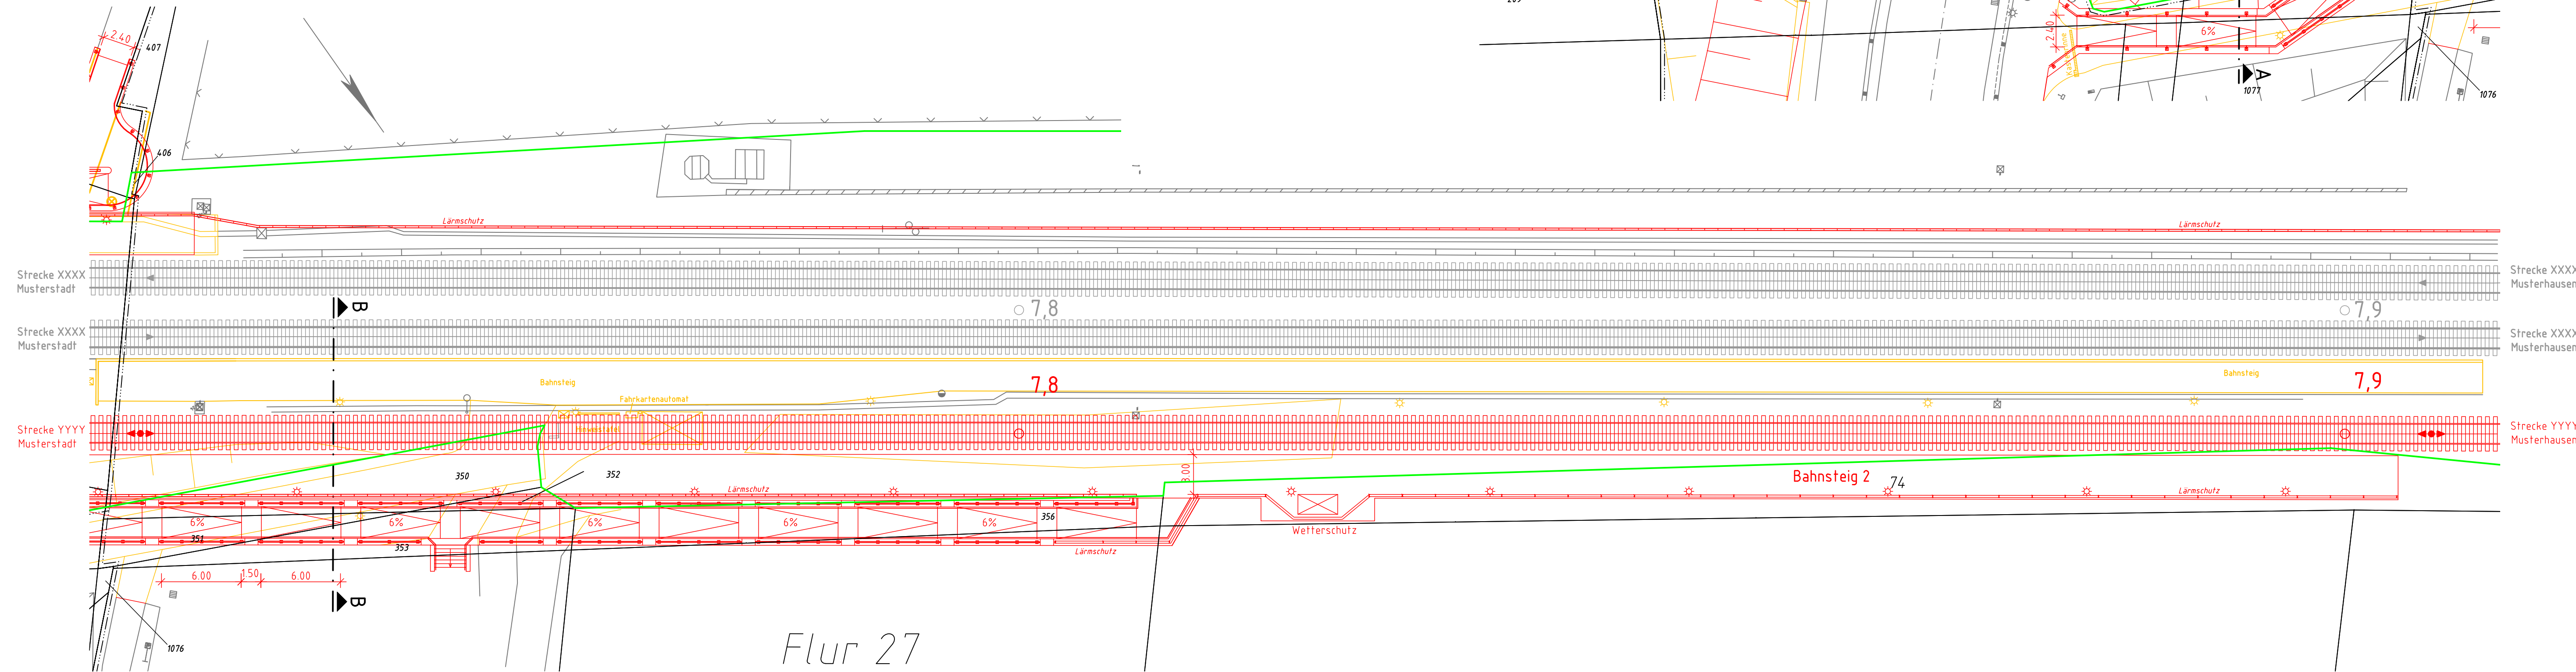 2.40
407
406
2.40
6%
A
1077
1076
Lärmschutz
Lärmschutz
Strecke XXXX
Musterstadt
Strecke XXXX
Musterhausen
B
7,8
7,9
Strecke XXXX
Musterstadt
Strecke XXXX
Musterhausen
Bahnsteig
7,8
Bahnsteig
7,9
Fahrkartenautomat
Hinweistafel
Strecke YYYY
Musterstadt
Strecke YYYY
Musterhausen
350
352
3.00
Bahnsteig 2
74
Lärmschutz
Lärmschutz
6%
6%
6%
6%
6%
356
Wetterschutz
351
353
Lärmschutz
6.00
1.50
6.00
B
1076
Flur 27